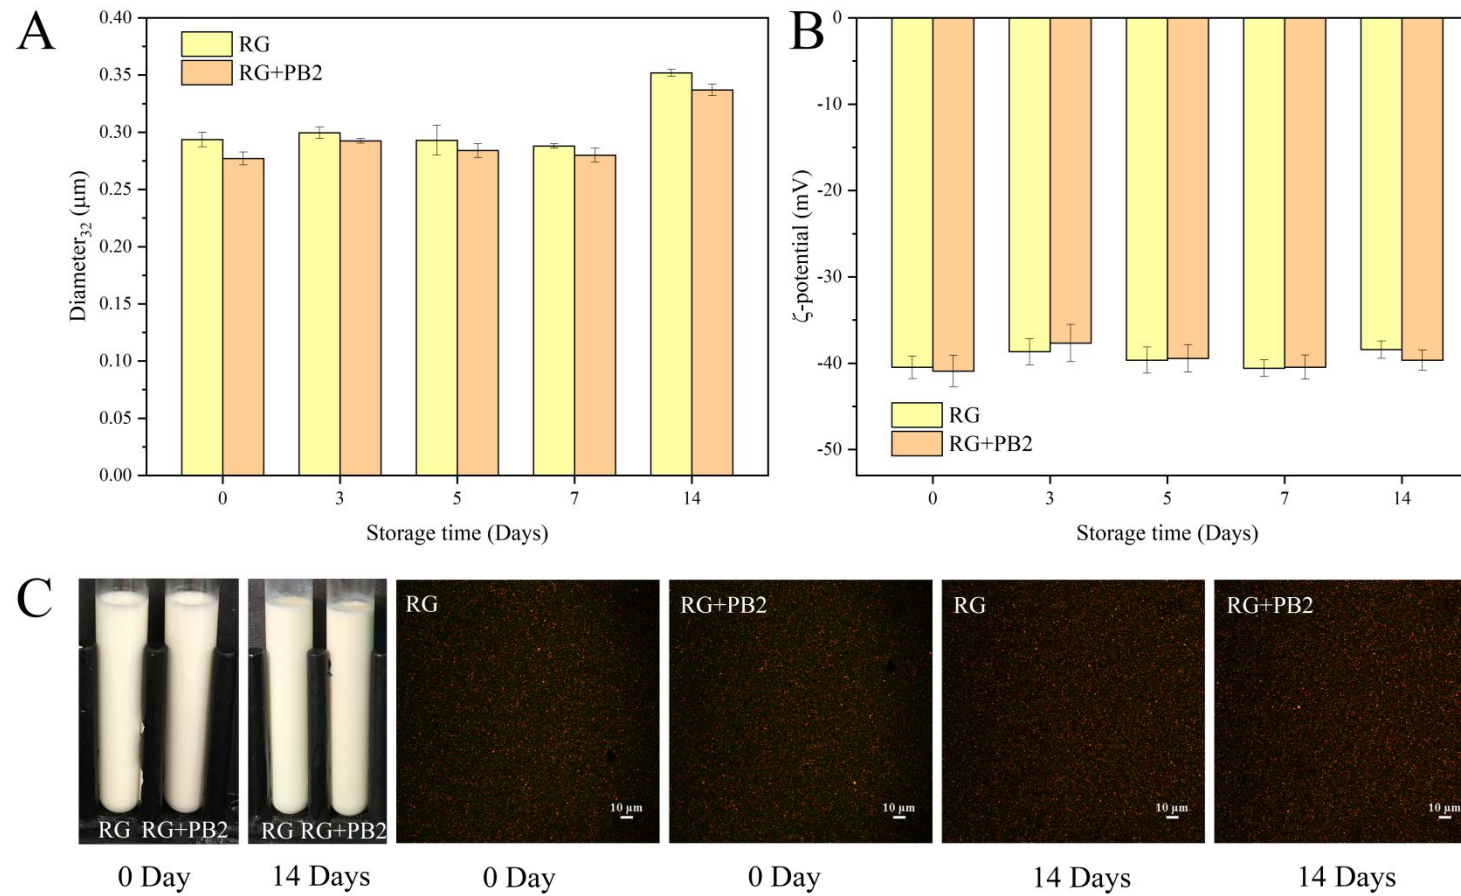 A
0.40
0.35
0.30
0.25
0.20
0.15
0.10
0.05
0.00
Diameter32 (μm)
RG
RG+PB2
0 3 5 7 14
Storage time (Days)
B
0
-10
-20
-30
-40
-50
ζ-potential (mV)
RG
RG+PB2
0 3 5 7 14
Storage time (Days)
C
RG RG+PB2
0 Day
RG RG+PB2
14 Days
RG
10 μm
0 Day
RG+PB2
10 μm
0 Day
RG
10 μm
14 Days
RG+PB2
10 μm
14 Days